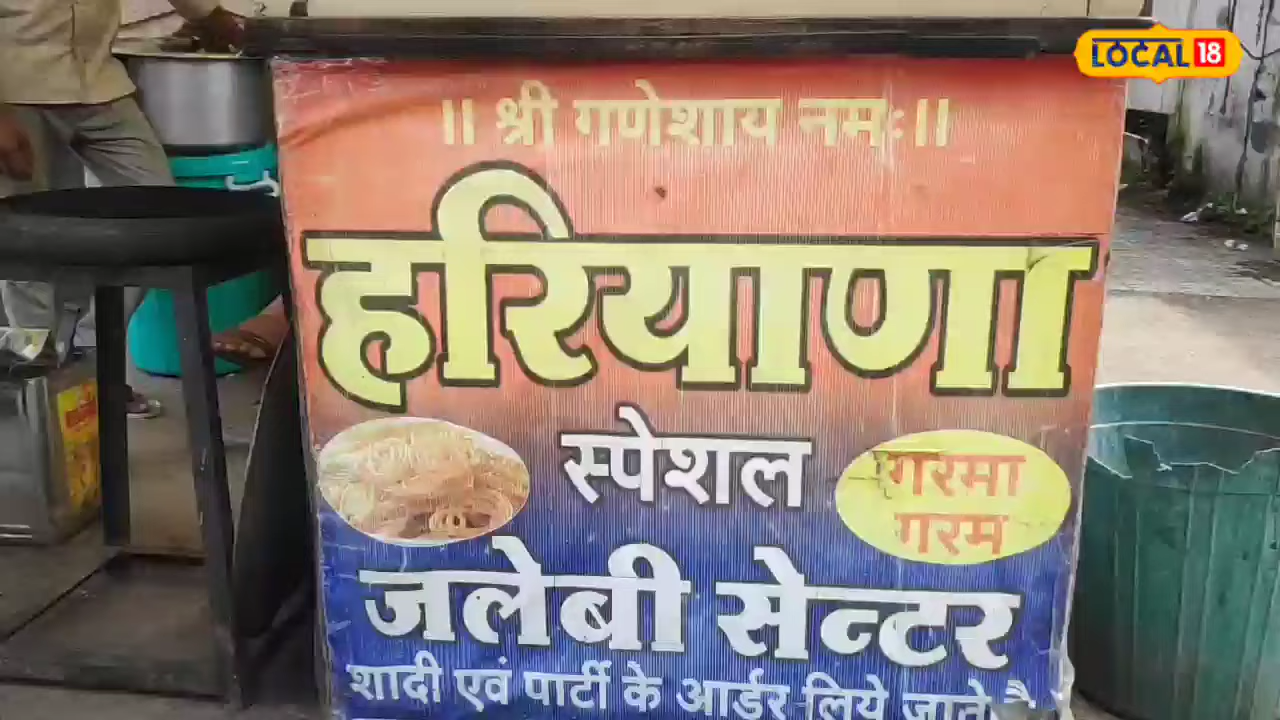 LOCAL 18
॥ श्री गणेशाय नमः ॥
हरियाणा
स्पेशल
गरमा
गरम
जलेबी सेन्टर
शादी एवं पार्टी के आर्डर लिये जाते